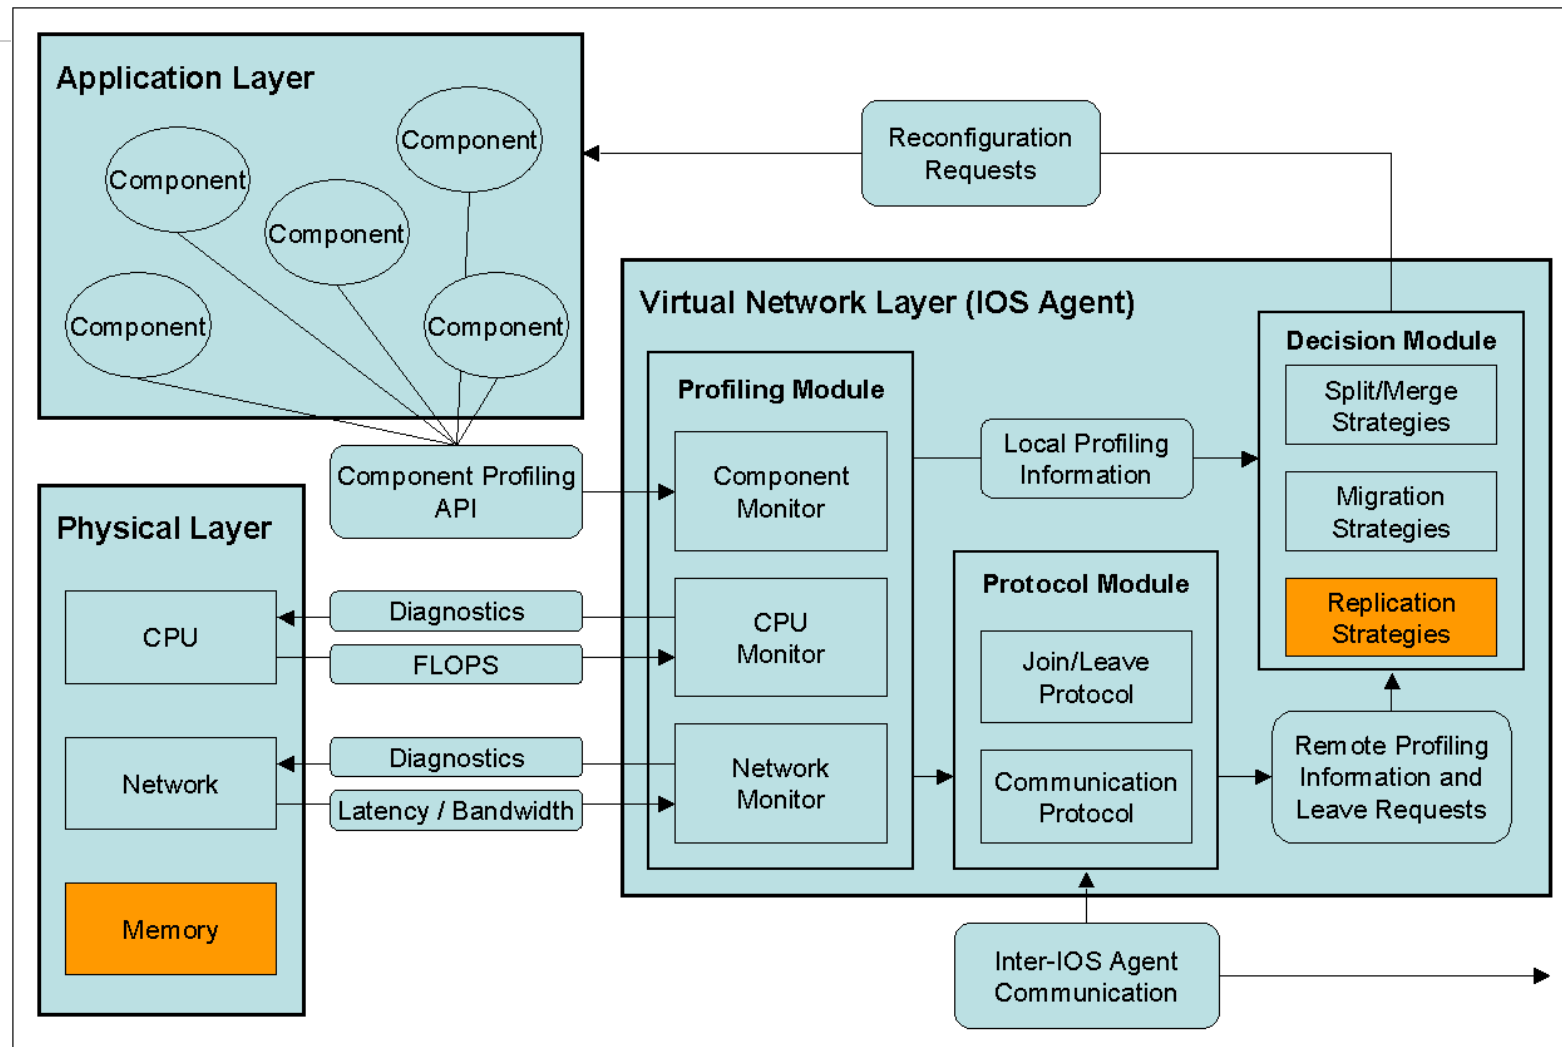 Application Layer
Component
Component
Component
Component
Component
Reconfiguration
Requests
Virtual Network Layer (IOS Agent)
Profiling Module
Component
Monitor
CPU
Monitor
Network
Monitor
Local Profiling
Information
Decision Module
Split/Merge
Strategies
Migration
Strategies
Replication
Strategies
Component Profiling
API
Physical Layer
CPU
Network
Memory
Diagnostics
FLOPS
Diagnostics
Latency / Bandwidth
Protocol Module
Join/Leave
Protocol
Communication
Protocol
Remote Profiling
Information and
Leave Requests
Inter-IOS Agent
Communication